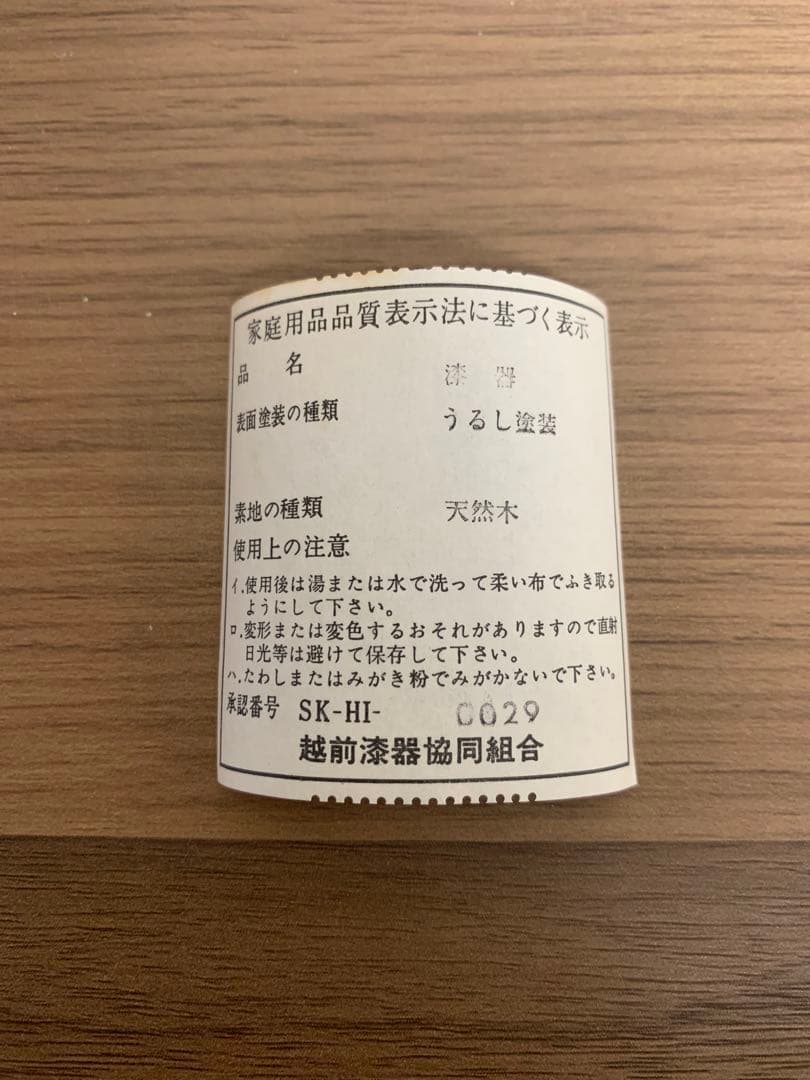 家庭用品品質表示法に基づく表示
品名 漆器
表面塗装の種類 うるし塗装
素地の種類 天然木
使用上の注意
イ.使用後は湯または水で洗って柔い布でふき取る
ようにして下さい。
ロ.変形または変色するおそれがありますので直射
日光等は避けて保存して下さい。
ハ.たわしまたはみがき粉でみがかないで下さい。
承認番号 SK-HI- 0029
越前漆器協同組合